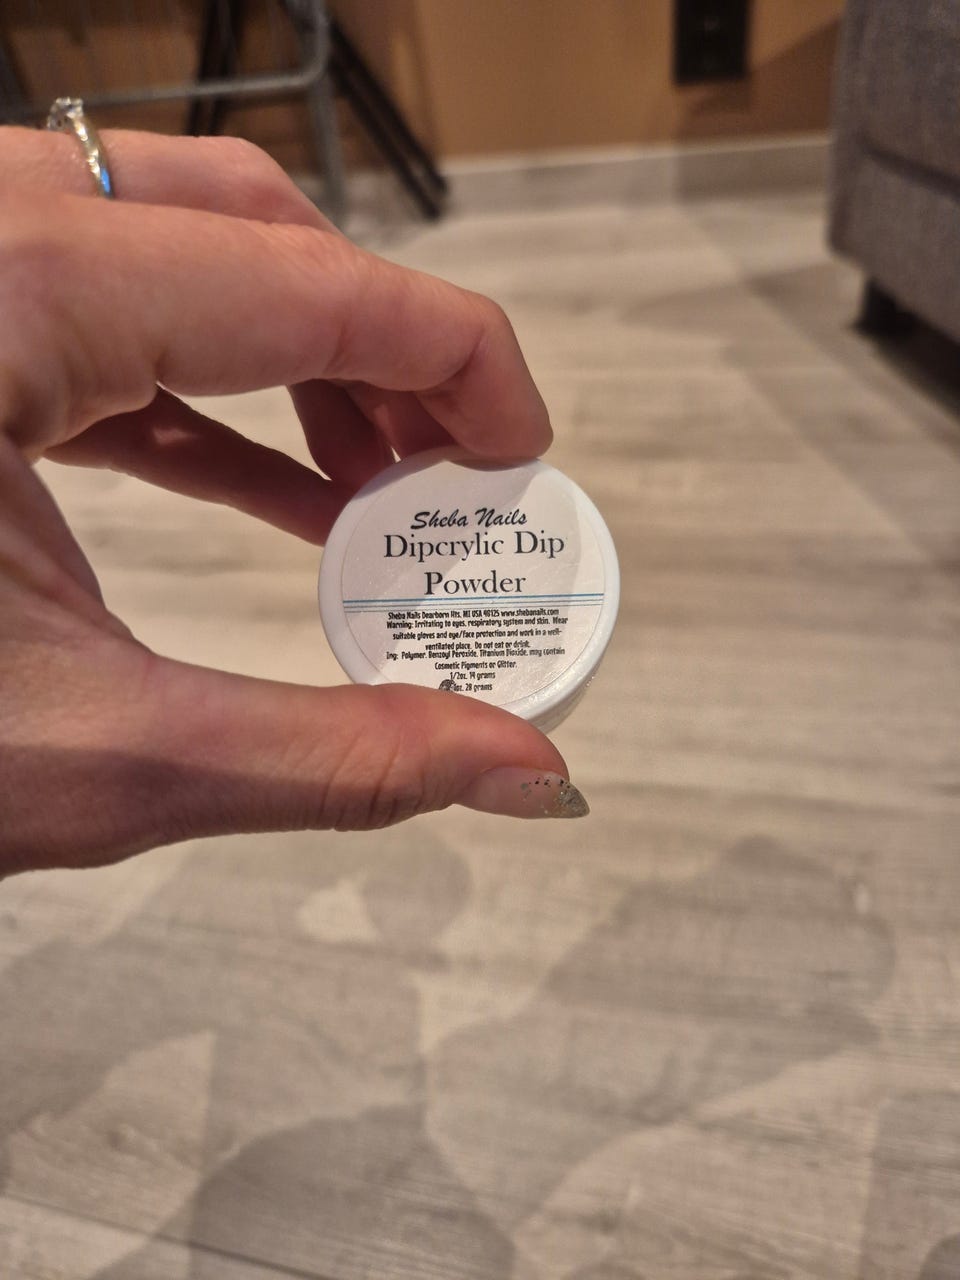 Sheba Nails
Dipcrylic Dip
Powder
Sheba Nails Dearborn Hts, MI USA 48125 www.shebanails.com
Warning: Irritating to eyes, respiratory system and skin. Wear
suitable gloves and eye/face protection and work in a well-
ventilated place. Do not eat or drink.
Ing: Polymer, Benzoyl Peroxide, Titanium Dioxide, may contain
Cosmetic Pigments or Glitter.
1/2oz. 14 grams
1oz. 28 grams